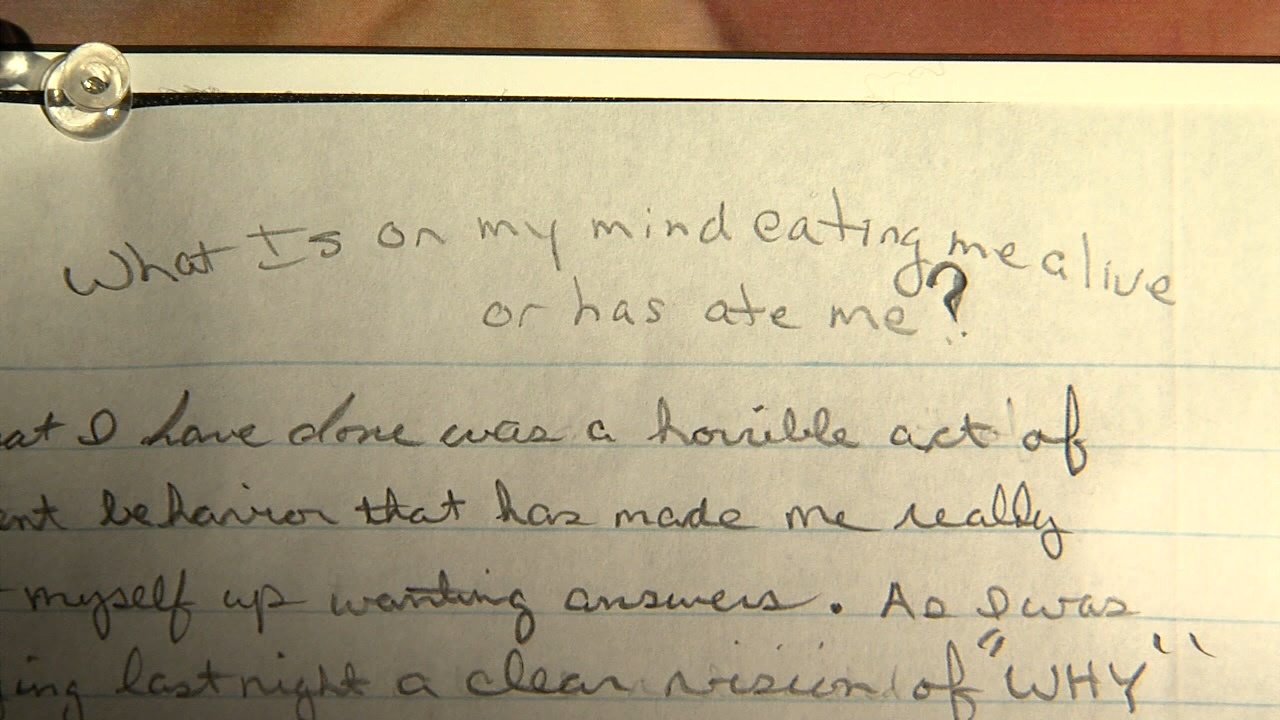 What Is on my mind eating me alive
or has ate me?
at I have done was a horrible act of
ent behavior that has made me really
myself up wanting answers. As I was
ing last night a clear vision of "WHY"